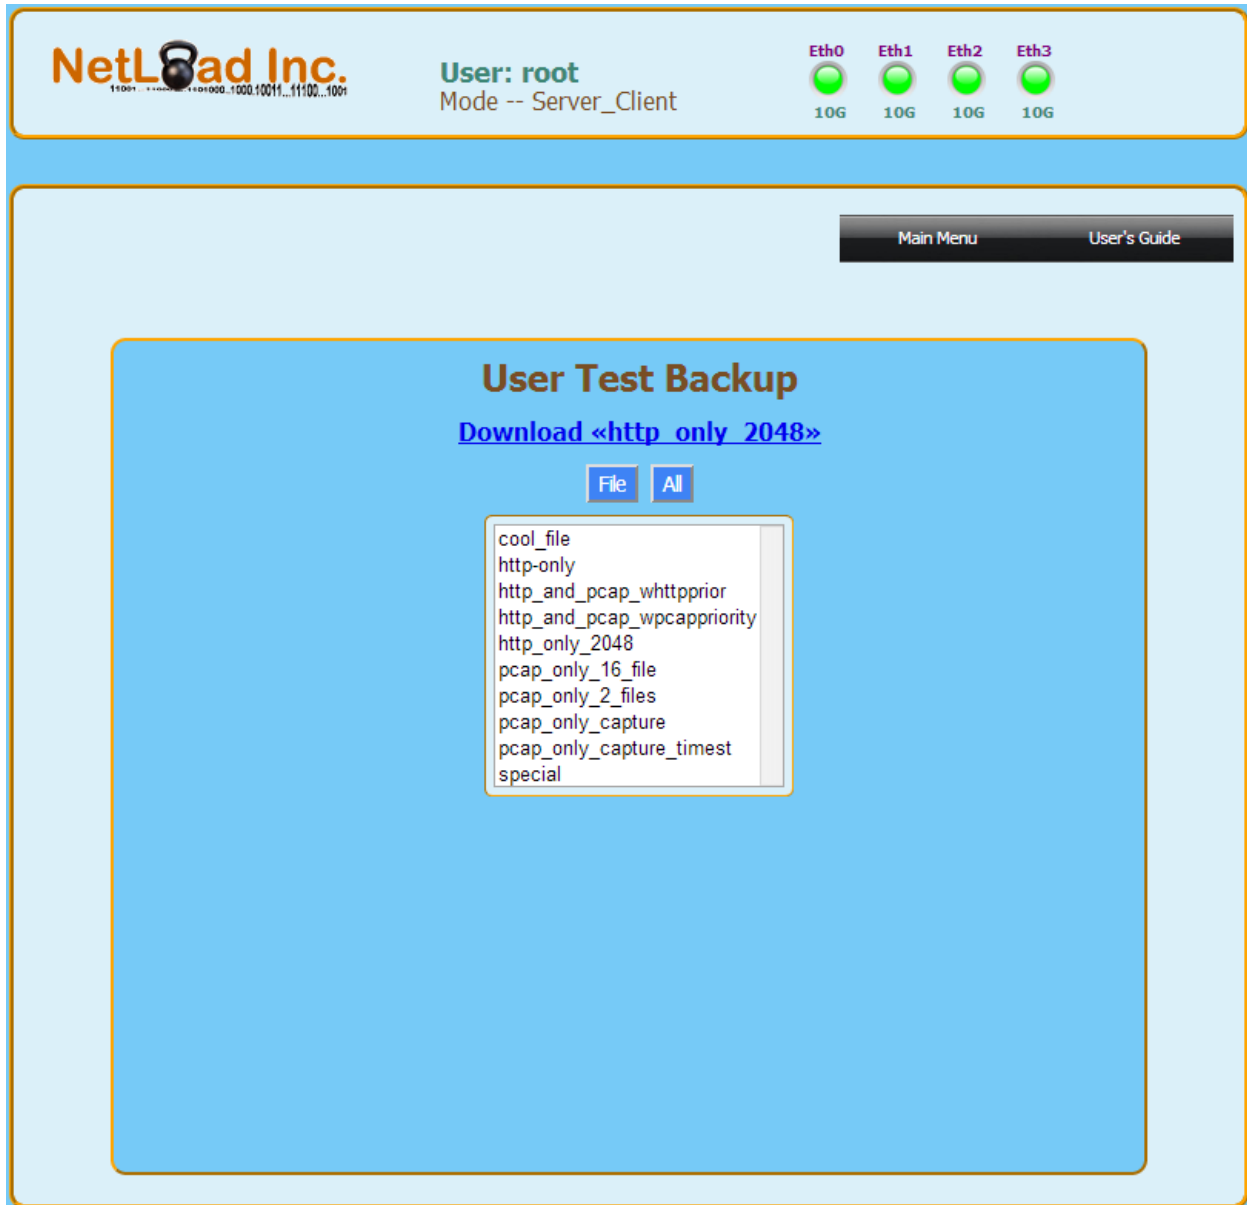 NetLoad Inc.
User: root
Mode -- Server_Client
Eth0 Eth1 Eth2 Eth3
10G 10G 10G 10G
Main Menu User's Guide
User Test Backup
Download «http_only_2048»
File All
cool_file
http-only
http_and_pcap_whttpprior
http_and_pcap_wpcappriority
http_only_2048
pcap_only_16_file
pcap_only_2_files
pcap_only_capture
pcap_only_capture_timest
special